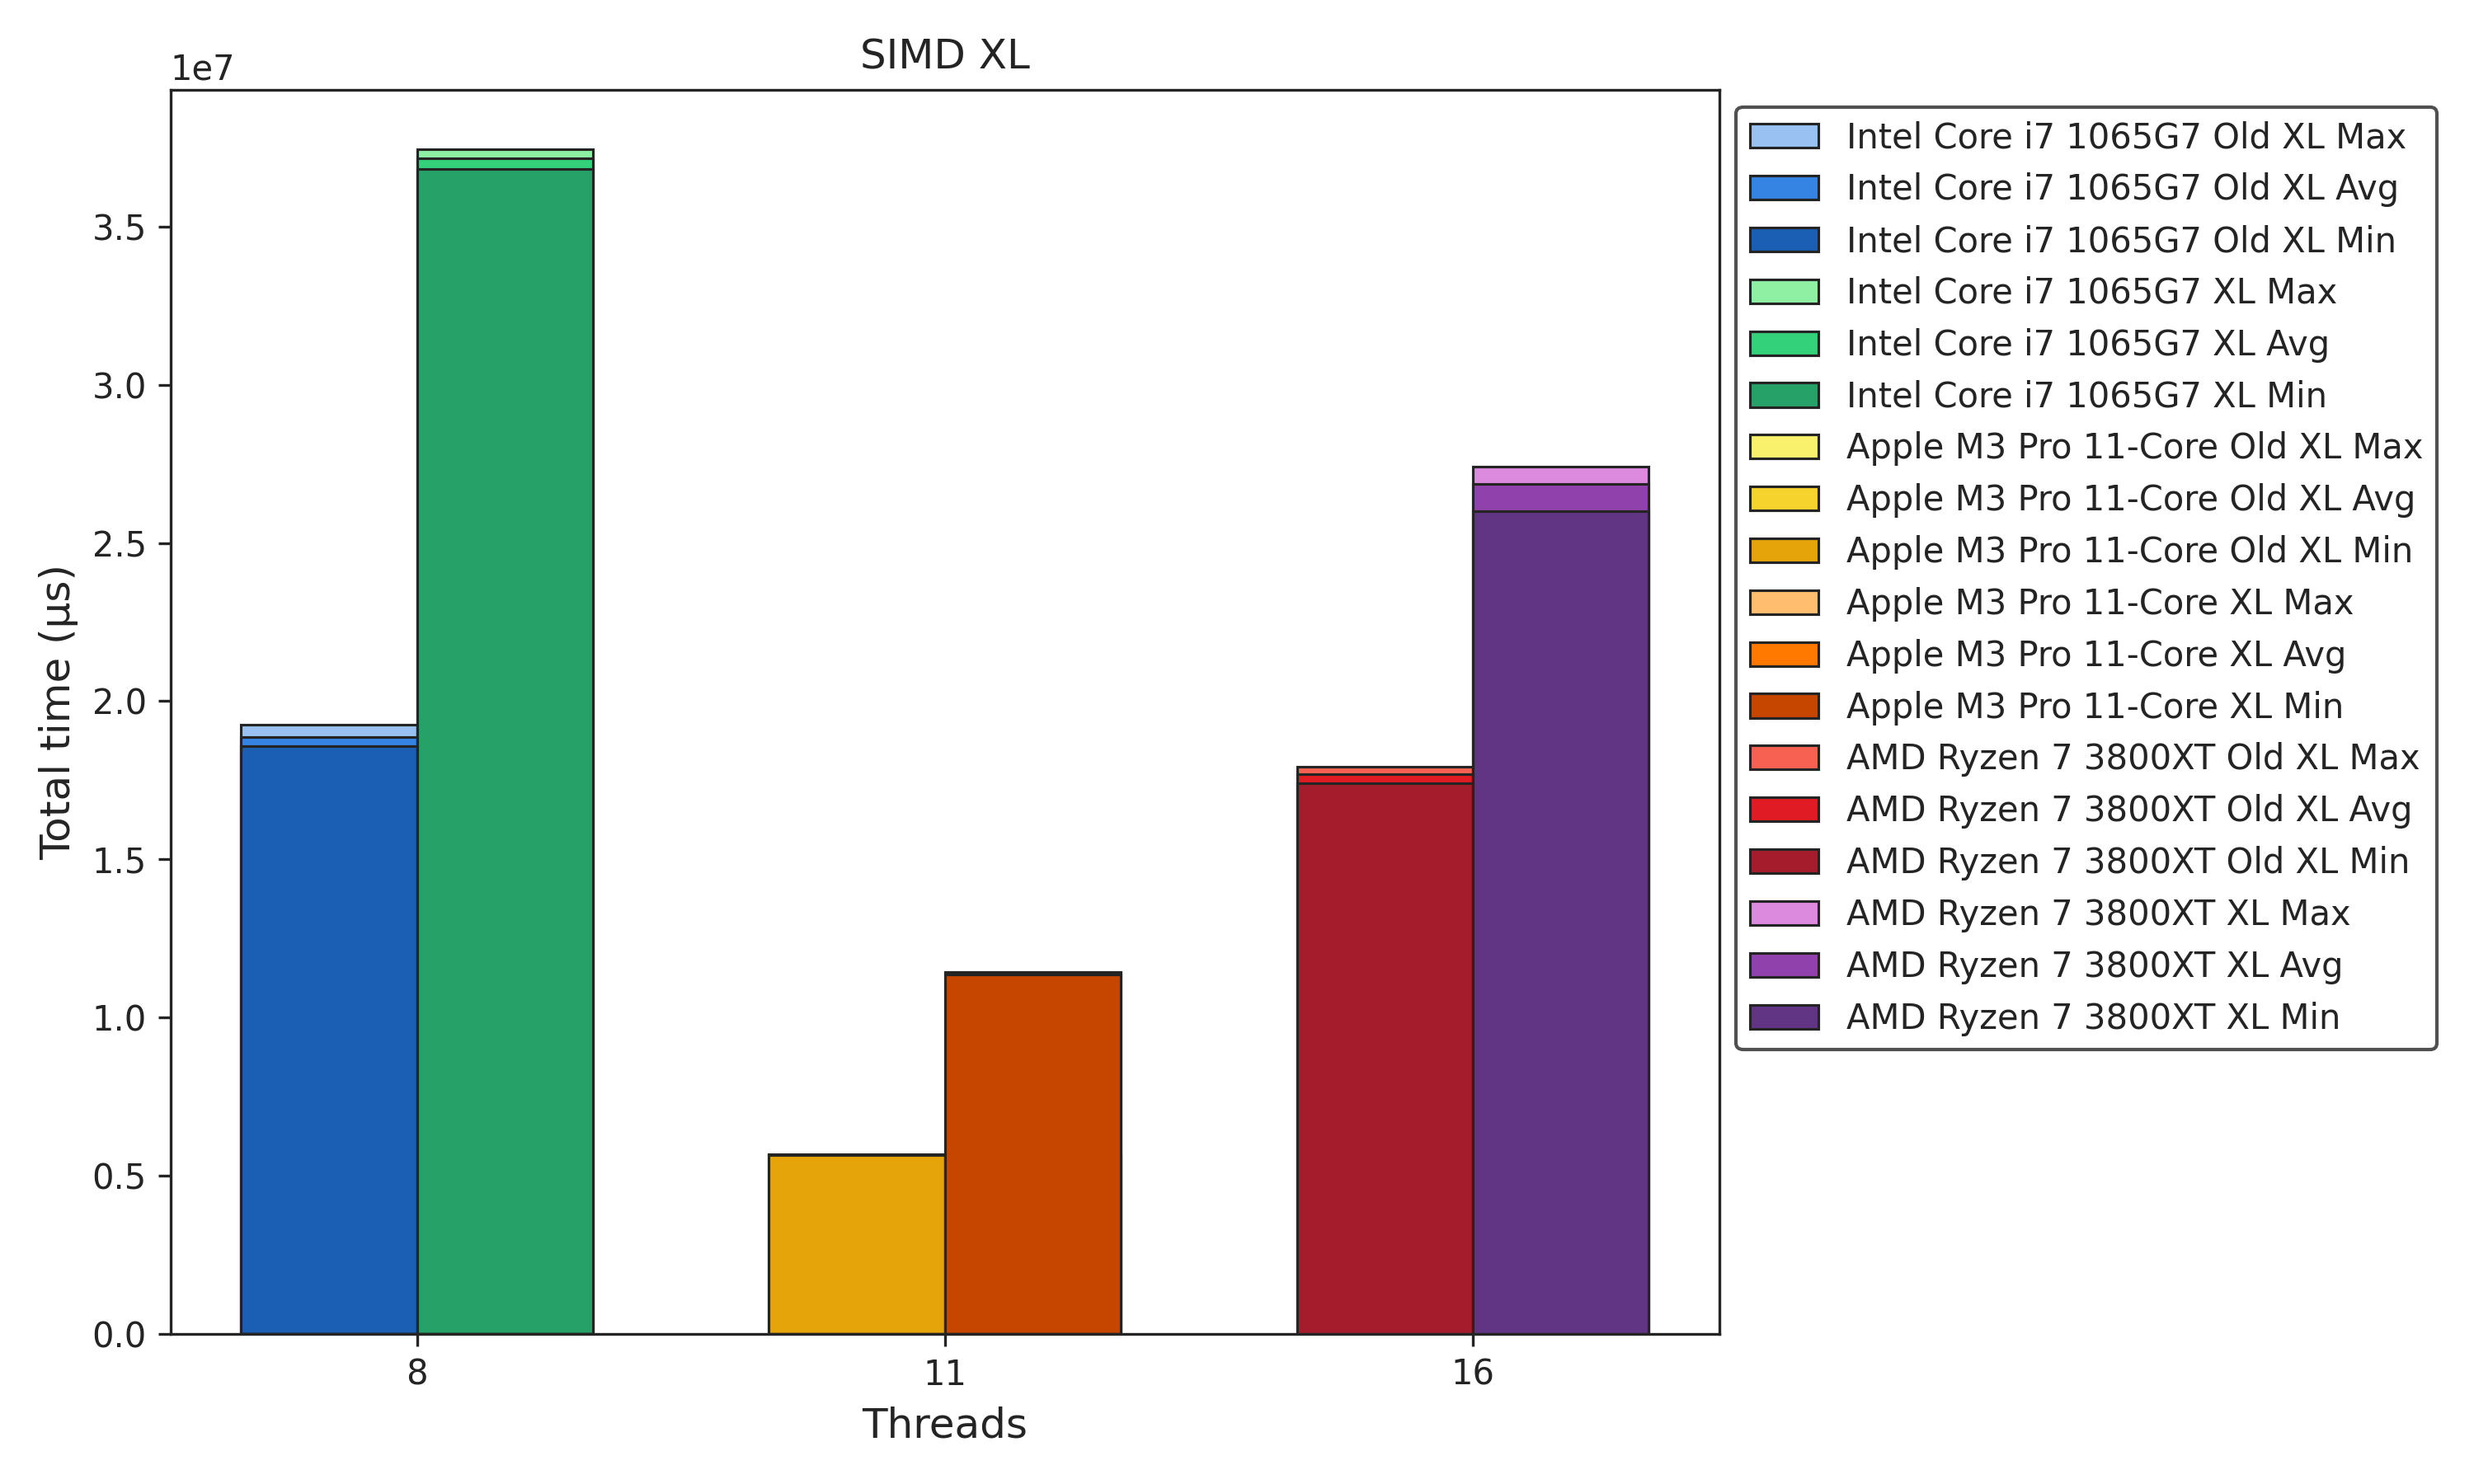 SIMD XL
1e7
3.5
3.0
2.5
2.0
1.5
1.0
0.5
0.0
Total time (µs)
8
11
16
Threads
Intel Core i7 1065G7 Old XL Max
Intel Core i7 1065G7 Old XL Avg
Intel Core i7 1065G7 Old XL Min
Intel Core i7 1065G7 XL Max
Intel Core i7 1065G7 XL Avg
Intel Core i7 1065G7 XL Min
Apple M3 Pro 11-Core Old XL Max
Apple M3 Pro 11-Core Old XL Avg
Apple M3 Pro 11-Core Old XL Min
Apple M3 Pro 11-Core XL Max
Apple M3 Pro 11-Core XL Avg
Apple M3 Pro 11-Core XL Min
AMD Ryzen 7 3800XT Old XL Max
AMD Ryzen 7 3800XT Old XL Avg
AMD Ryzen 7 3800XT Old XL Min
AMD Ryzen 7 3800XT XL Max
AMD Ryzen 7 3800XT XL Avg
AMD Ryzen 7 3800XT XL Min